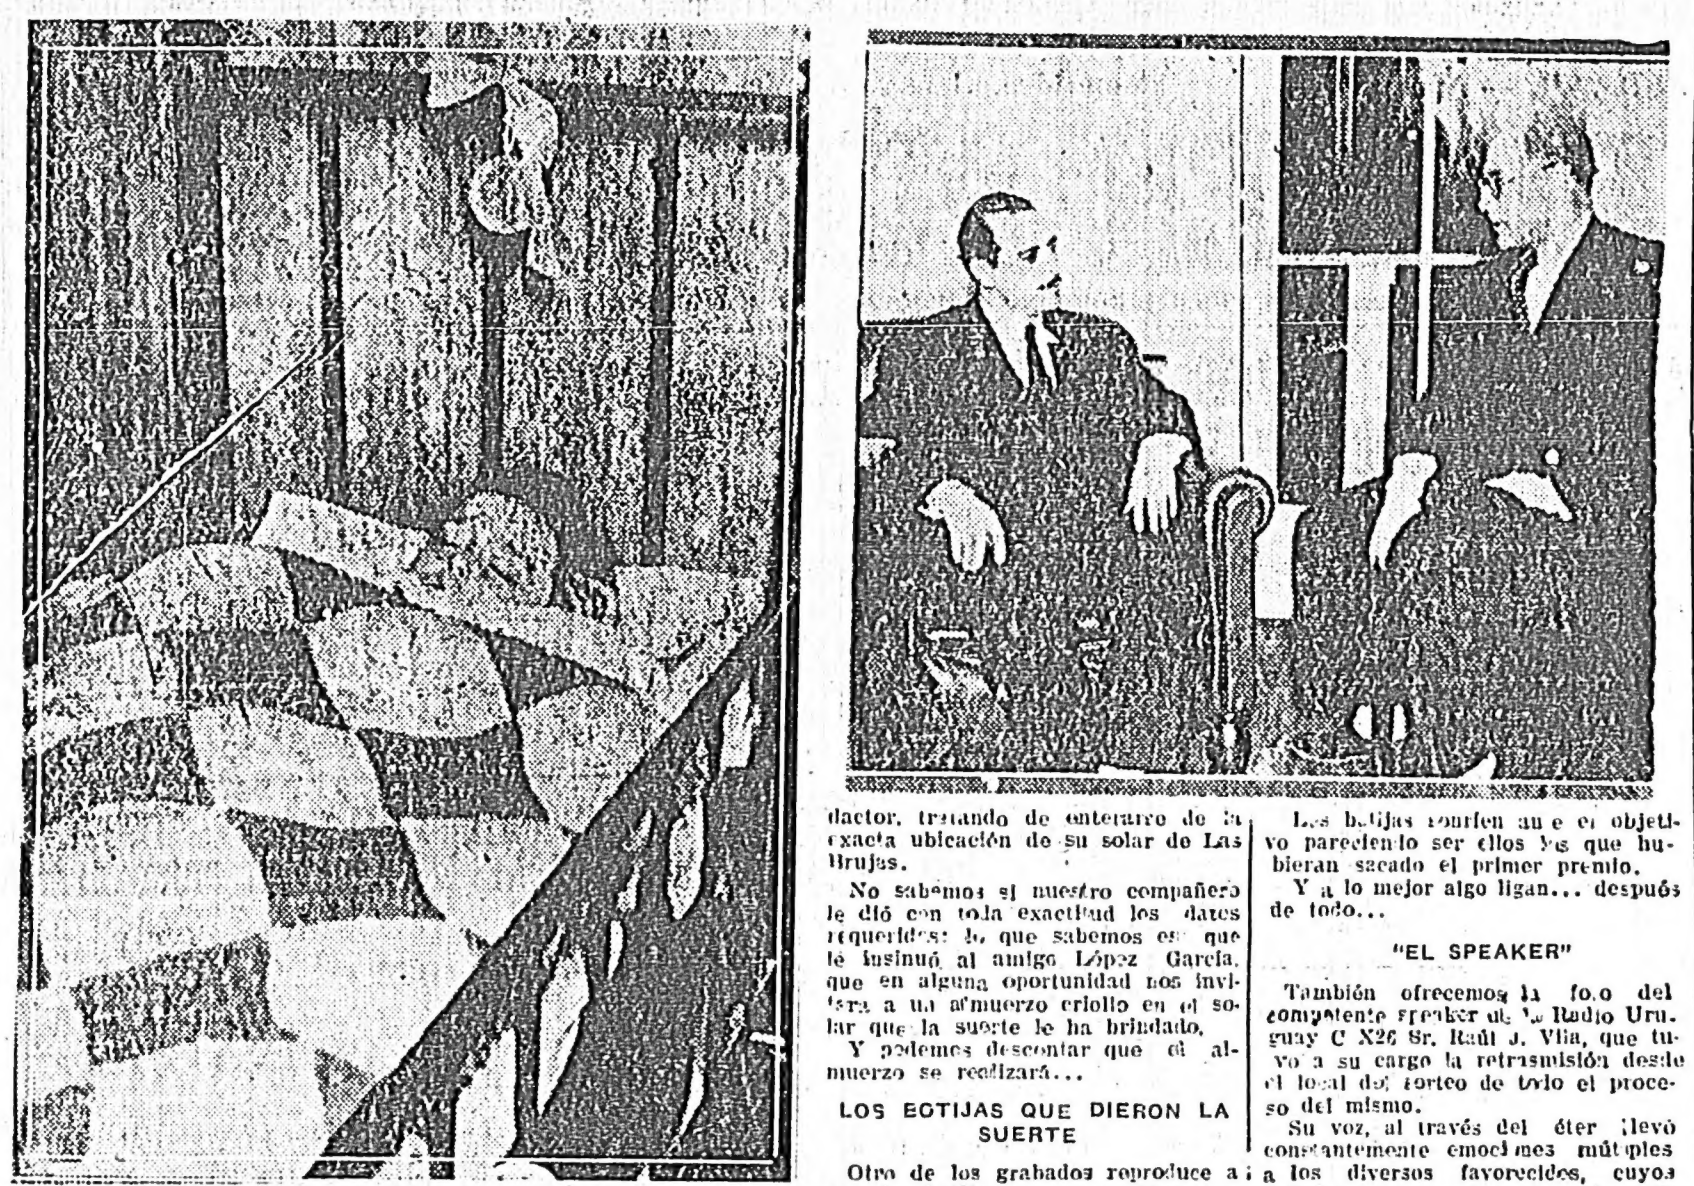 dactor, tratando de enterarse de la
exacta ubicación de su solar de Las
Brujas.
No sabemos si nuestro compañero
le dió con toda exactitud los datos
requeridos: lo que sabemos es que
le insinuó al amigo López García,
que en alguna oportunidad nos invi-
tara a un almuerzo criollo en el so-
lar que la suerte le ha brindado.
Y podemos descontar que el al-
muerzo se realizará...
LOS BOTIJAS QUE DIERON LA
SUERTE
Otro de los grabados reproduce a
Los botijas sonríen ante el objeti-
vo pareciendo ser ellos los que hu-
bieran sacado el primer premio.
Y a lo mejor algo ligan... después
de todo...
"EL SPEAKER"
También ofrecemos la foto del
competente speaker de la Radio Uru-
guay C X26 Sr. Raúl J. que tu-
vo a su cargo la retrasmisión desde
el local del sorteo de todo el proce-
so del mismo.
Su voz, al través del éter llevó
constantemente emociones múltiples
a los diversos favorecidos, cuyos